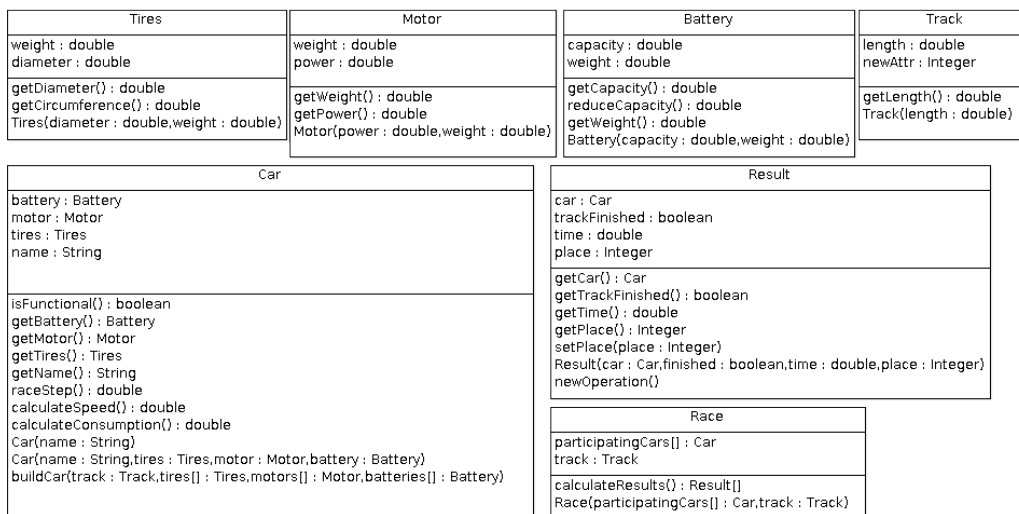 Tires
weight : double
diameter : double
getDiameter() : double
getCircumference() : double
Tires(diameter : double,weight : double)
Motor
weight : double
power : double
getWeight() : double
getPower() : double
Motor(power : double,weight : double)
Battery
capacity : double
weight : double
getCapacity() : double
reduceCapacity() : double
getWeight() : double
Battery(capacity : double,weight : double)
Track
length : double
newAttr : Integer
getLength() : double
Track(length : double)
Car
battery : Battery
motor : Motor
tires : Tires
name : String
isFunctional() : boolean
getBattery() : Battery
getMotor() : Motor
getTires() : Tires
getName() : String
raceStep() : double
calculateSpeed() : double
calculateConsumption() : double
Car(name : String)
Car(name : String,tires : Tires,motor : Motor,battery : Battery)
buildCar(track : Track,tires[] : Tires,motors[] : Motor,batteries[] : Battery)
Result
car : Car
trackFinished : boolean
time : double
place : Integer
getCar() : Car
getTrackFinished() : boolean
getTime() : double
getPlace() : Integer
setPlace(place : Integer)
Result(car : Car,finished : boolean,time : double,place : Integer)
newOperation()
Race
participatingCars[] : Car
track : Track
calculateResults() : Result[]
Race(participatingCars[] : Car,track : Track)